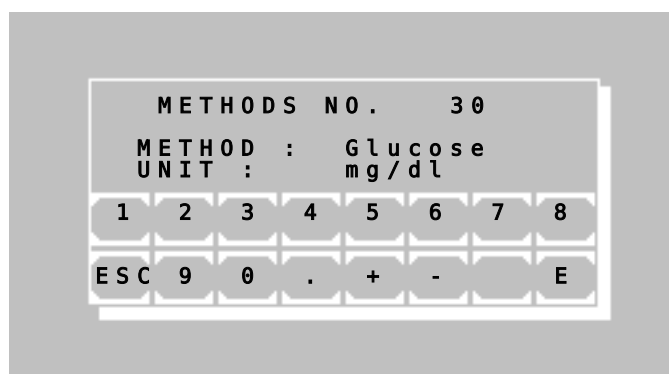 METHODS NO. 30
METHOD : Glucose
UNIT : mg/dl
1 2 3 4 5 6 7 8
ESC 9 0 . + - E